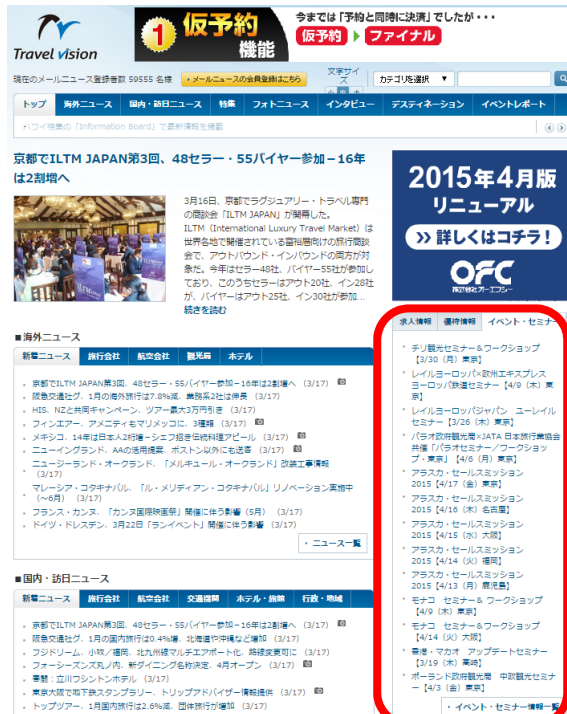 Travel vision
1 仮予約
機能
今までは「予約と同時に決済」でしたが・・・
仮予約 ファイナル
現在のメールニュース登録者数 59555 名様
・メールニュースの会員登録はこちら
文字サイズ
小 中 大
カテゴリを選択 ▼
トップ 海外ニュース 国内・訪日ニュース 特集 フォトニュース インタビュー デスティネーション イベントレポート
ハワイ特集の「Information Board」で最新情報を掲載
京都でILTM JAPAN第3回、48セラー・55バイヤー参加－16年
は2割増へ
3月16日、京都でラグジュアリー・トラベル専門
の商談会「ILTM JAPAN」が開幕した。
ILTM（International Luxury Travel Market）は
世界各地で開催されている富裕層向けの旅行商談
会で、アウトバウンド・インバウンドの両方が対
象だ。今年はセラー48社、バイヤー55社が参加し
ており、このうちセラーはアウト20社、イン28社
が、バイヤーはアウト25社、イン30社が参加...
続きを読む
2015年4月版
リニューアル
詳しくはコチラ！
OFC
株式会社 オーエフシー
■海外ニュース
新着ニュース 旅行会社 航空会社 観光局 ホテル
京都でILTM JAPAN第3回、48セラー・55バイヤー参加－16年は2割増へ （3/17）
阪急交通社グ、1月の海外旅行は7.8%減、業務系2社は伸長 （3/17）
HIS、NZと共同キャンペーン、ツアー最大3万円引き （3/17）
フィンエアー、アメニティもマリメッコに、3種類 （3/17）
メキシコ、14年は日本人2桁増－シェフ招き伝統料理アピール （3/17）
ニューイングランド、AAの活用提案、ボストン以外にも送客 （3/17）
ニュージーランド・オークランド、「メルキュール・オークランド」改装工事情報
（3/17）
マレーシア・コタキナバル、「ル・メリディアン・コタキナバル」リノベーション実施中
（～6月） （3/17）
フランス・カンヌ、「カンヌ国際映画祭」開催に伴う影響（5月） （3/17）
ドイツ・ドレスデン、3月22日「ランイベント」開催に伴う影響 （3/17）
・ニュース一覧
■国内・訪日ニュース
新着ニュース 旅行会社 航空会社 交通機関 ホテル・旅館 行政・地域
京都でILTM JAPAN第3回、48セラー・55バイヤー参加－16年は2割増へ （3/17）
阪急交通社グ、1月の国内旅行は0.4%増、北海道や沖縄など増加 （3/17）
フジドリーム、小牧／福岡、北九州線マルチエアポート化、路線変更可に （3/17）
フォーシーズンズ丸ノ内、新ダイニング名称決定、4月オープン （3/17）
春闘：立川ワシントンホテル （3/17）
東京大阪で地下鉄スタンプラリー、トリップアドバイザー情報提供 （3/17）
トップツアー、1月国内旅行は2.6%減、団体旅行が増加 （3/17）
求人情報 優待情報 イベント・セミナー
チリ観光セミナー＆ワークショップ
【3/30（月）東京】
レイルヨーロッパ×欧州エキスプレス
ヨーロッパ鉄道セミナー【4/9（木）東
京】
レイルヨーロッパジャパン ユーレイル
セミナー【3/26（木）東京】
パラオ政府観光局×JATA 日本旅行業協会
共催「パラオセミナー／ワークショッ
プ・東京」【4/6（月）東京】
アラスカ・セールスミッション
2015【4/17（金）東京】
アラスカ・セールスミッション
2015【4/16（木）名古屋】
アラスカ・セールスミッション
2015【4/15（水）大阪】
アラスカ・セールスミッション
2015【4/14（火）福岡】
アラスカ・セールスミッション
2015【4/13（月）鹿児島】
モナコ セミナー＆ ワークショップ
【4/9（木）東京】
モナコ セミナー＆ワークショップ
【4/14（火）大阪】
香港・マカオ アップデートセミナー
【3/19（木）高崎】
ポーランド政府観光局 中欧観光セミナ
ー【4/3（金）東京】
・イベント・セミナー情報一覧